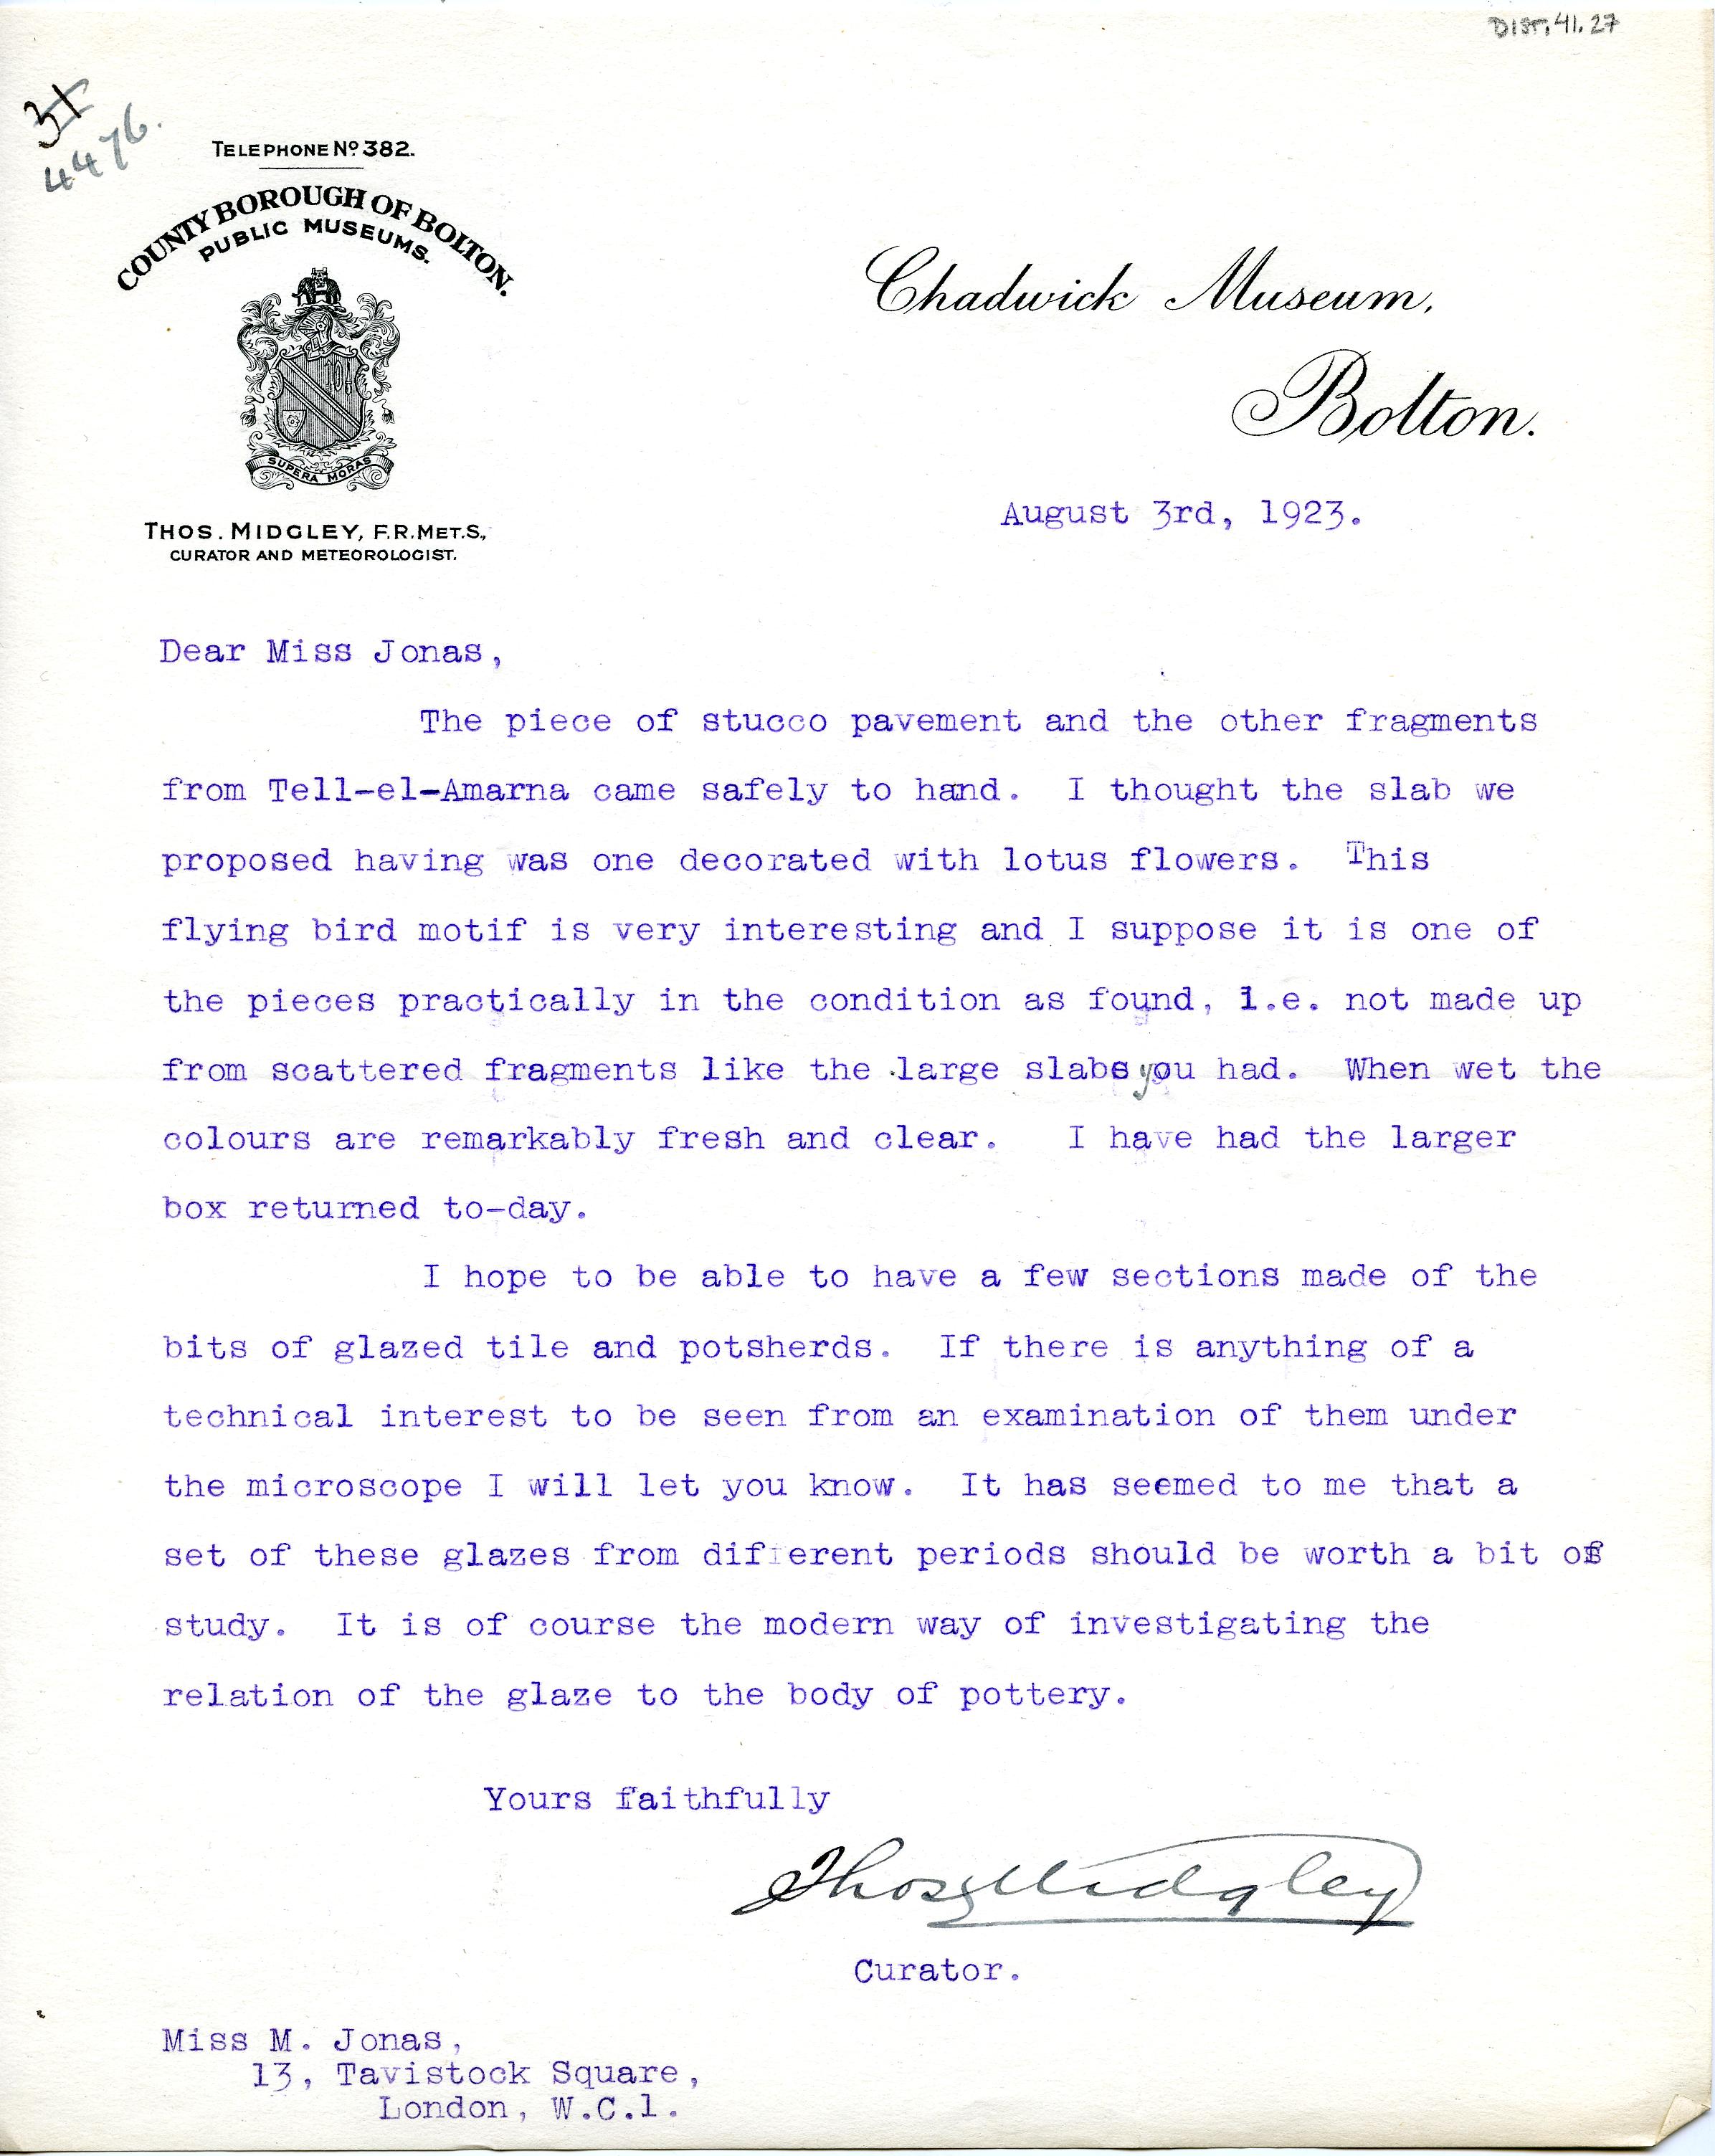 DIST.41.27
4476.
TELEPHONE Nº 382.
COUNTY BOROUGH OF BOLTON.
PUBLIC MUSEUMS.
SUPERA MORAS
THOS. MIDGLEY, F.R.MET.S.,
CURATOR AND METEOROLOGIST.
Chadwick Museum,
Bolton.
August 3rd, 1923.
Dear Miss Jonas,
The piece of stucco pavement and the other fragments
from Tell-el-Amarna came safely to hand. I thought the slab we
proposed having was one decorated with lotus flowers. This
flying bird motif is very interesting and I suppose it is one of
the pieces practically in the condition as found, i.e. not made up
from scattered fragments like the large slabs you had. When wet the
colours are remarkably fresh and clear. I have had the larger
box returned to-day.
I hope to be able to have a few sections made of the
bits of glazed tile and potsherds. If there is anything of a
technical interest to be seen from an examination of them under
the microscope I will let you know. It has seemed to me that a
set of these glazes from different periods should be worth a bit of
study. It is of course the modern way of investigating the
relation of the glaze to the body of pottery.
Yours faithfully
Thos Midgley
Curator.
Miss M. Jonas,
13, Tavistock Square,
London, W.C.1.